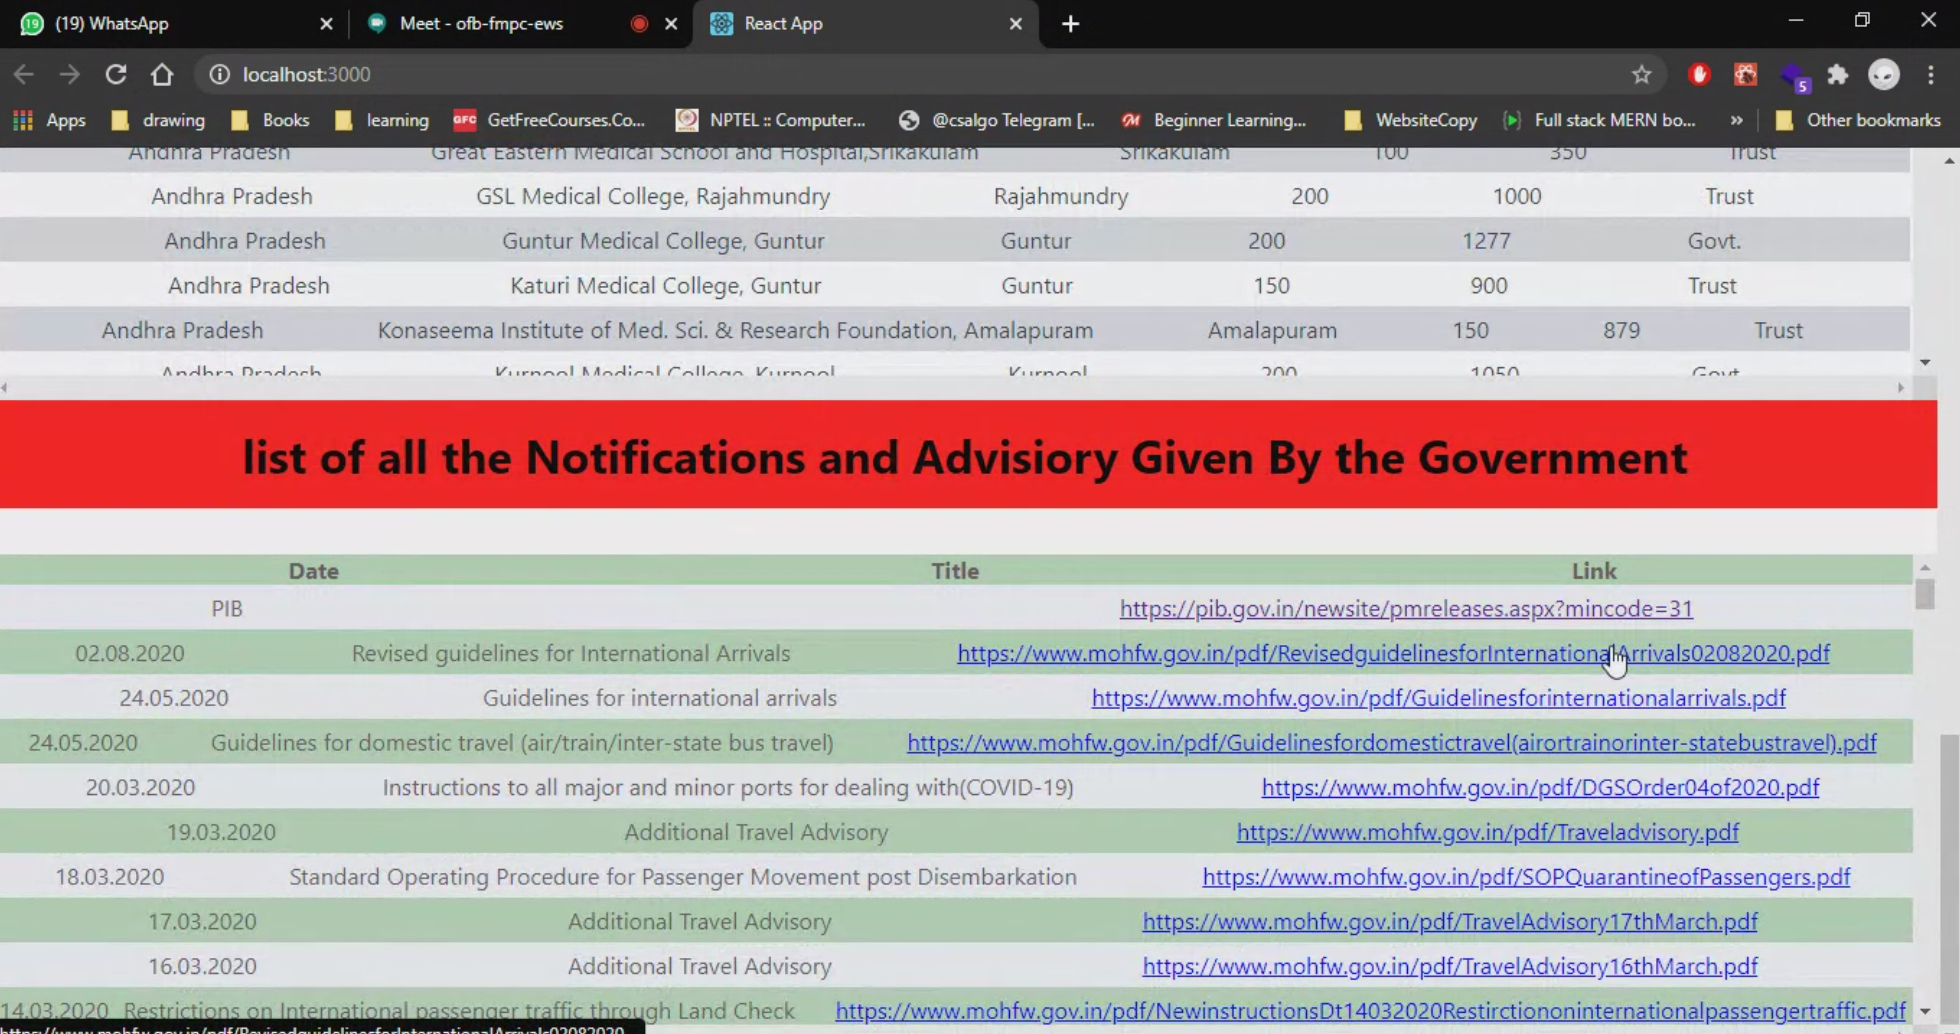 (19) WhatsApp Meet - ofb-fmpc-ews React App
localhost:3000 5
Apps drawing Books learning GFC GetFreeCourses.Co... NPTEL :: Computer... @csalgo Telegram [... Beginner Learning... WebsiteCopy Full stack MERN bo... » Other bookmarks
Andhra Pradesh Great Eastern Medical School and Hospital,Srikakulam Srikakulam 100 350 Trust
Andhra Pradesh GSL Medical College, Rajahmundry Rajahmundry 200 1000 Trust
Andhra Pradesh Guntur Medical College, Guntur Guntur 200 1277 Govt.
Andhra Pradesh Katuri Medical College, Guntur Guntur 150 900 Trust
Andhra Pradesh Konaseema Institute of Med. Sci. & Research Foundation, Amalapuram Amalapuram 150 879 Trust
Andhra Pradesh Kurnool Medical College, Kurnool Kurnool 200 1050 Govt
list of all the Notifications and Advisiory Given By the Government
Date Title Link
PIB https://pib.gov.in/newsite/pmreleases.aspx?mincode=31
02.08.2020 Revised guidelines for International Arrivals https://www.mohfw.gov.in/pdf/RevisedguidelinesforInternationalArrivals02082020.pdf
24.05.2020 Guidelines for international arrivals https://www.mohfw.gov.in/pdf/Guidelinesforinternationalarrivals.pdf
24.05.2020 Guidelines for domestic travel (air/train/inter-state bus travel) https://www.mohfw.gov.in/pdf/Guidelinesfordomestictravel(airortrainorinter-statebustravel).pdf
20.03.2020 Instructions to all major and minor ports for dealing with(COVID-19) https://www.mohfw.gov.in/pdf/DGSOrder04of2020.pdf
19.03.2020 Additional Travel Advisory https://www.mohfw.gov.in/pdf/Traveladvisory.pdf
18.03.2020 Standard Operating Procedure for Passenger Movement post Disembarkation https://www.mohfw.gov.in/pdf/SOPQuarantineofPassengers.pdf
17.03.2020 Additional Travel Advisory https://www.mohfw.gov.in/pdf/TravelAdvisory17thMarch.pdf
16.03.2020 Additional Travel Advisory https://www.mohfw.gov.in/pdf/TravelAdvisory16thMarch.pdf
14.03.2020 Restrictions on International passenger traffic through Land Check https://www.mohfw.gov.in/pdf/NewinstructionsDt14032020Restirctiononinternationalpassengertraffic.pdf
https://www.mohfw.gov.in/pdf/RevisedguidelinesforInternationalArrivals02082020